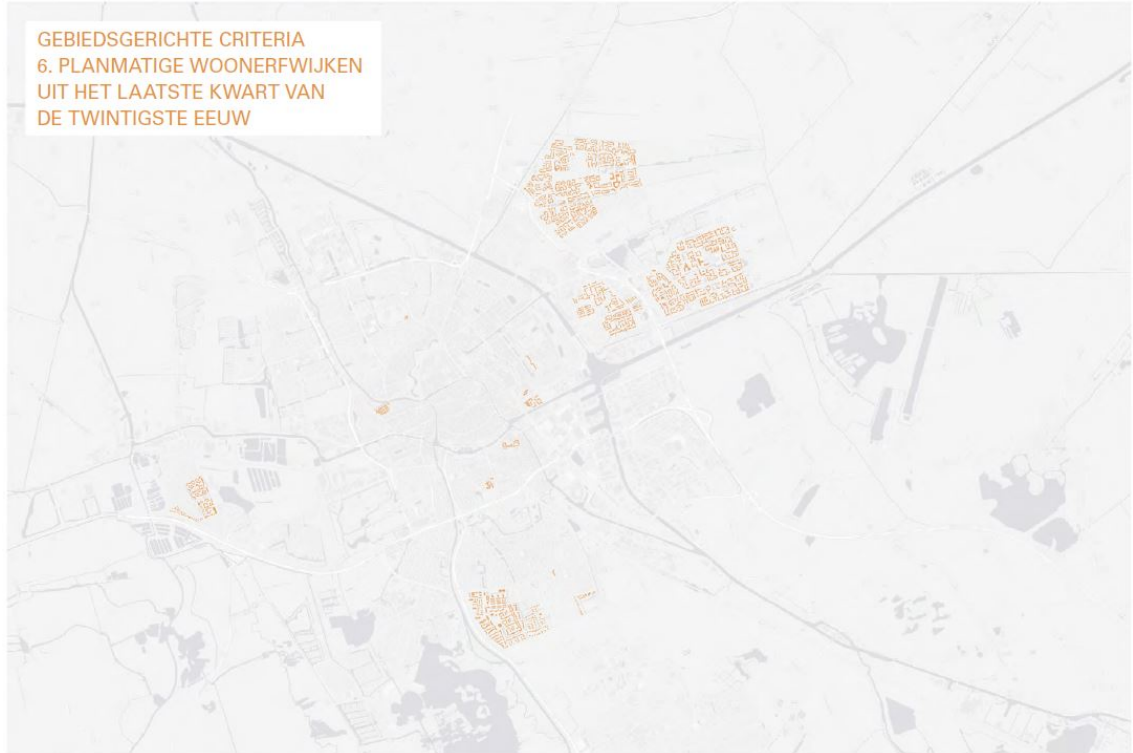 GEBIEDSGERICHTE CRITERIA
6. PLANMATIGE WOONERFWIJKEN
UIT HET LAATSTE KWART VAN
DE TWINTIGSTE EEUW